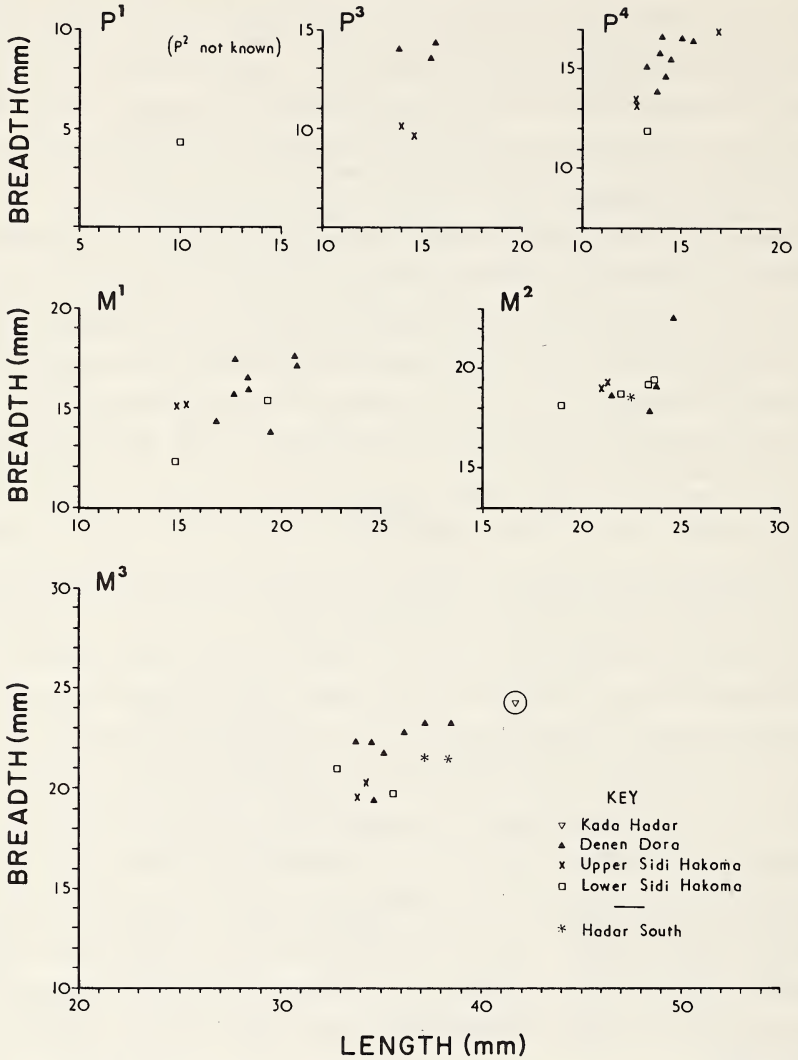 P¹
(P² not known)
BREADTH (mm)
10
5
0
5 10 15
P³
15
10
10 15 20
P⁴
15
10
10 15 20
M¹
BREADTH (mm)
20
15
10
10 15 20 25
M²
20
15
15 20 25 30
M³
BREADTH (mm)
30
25
20
15
10
20 30 40 50
LENGTH (mm)
KEY
▽ Kada Hadar
▲ Denen Dora
x Upper Sidi Hakoma
□ Lower Sidi Hakoma
* Hadar South